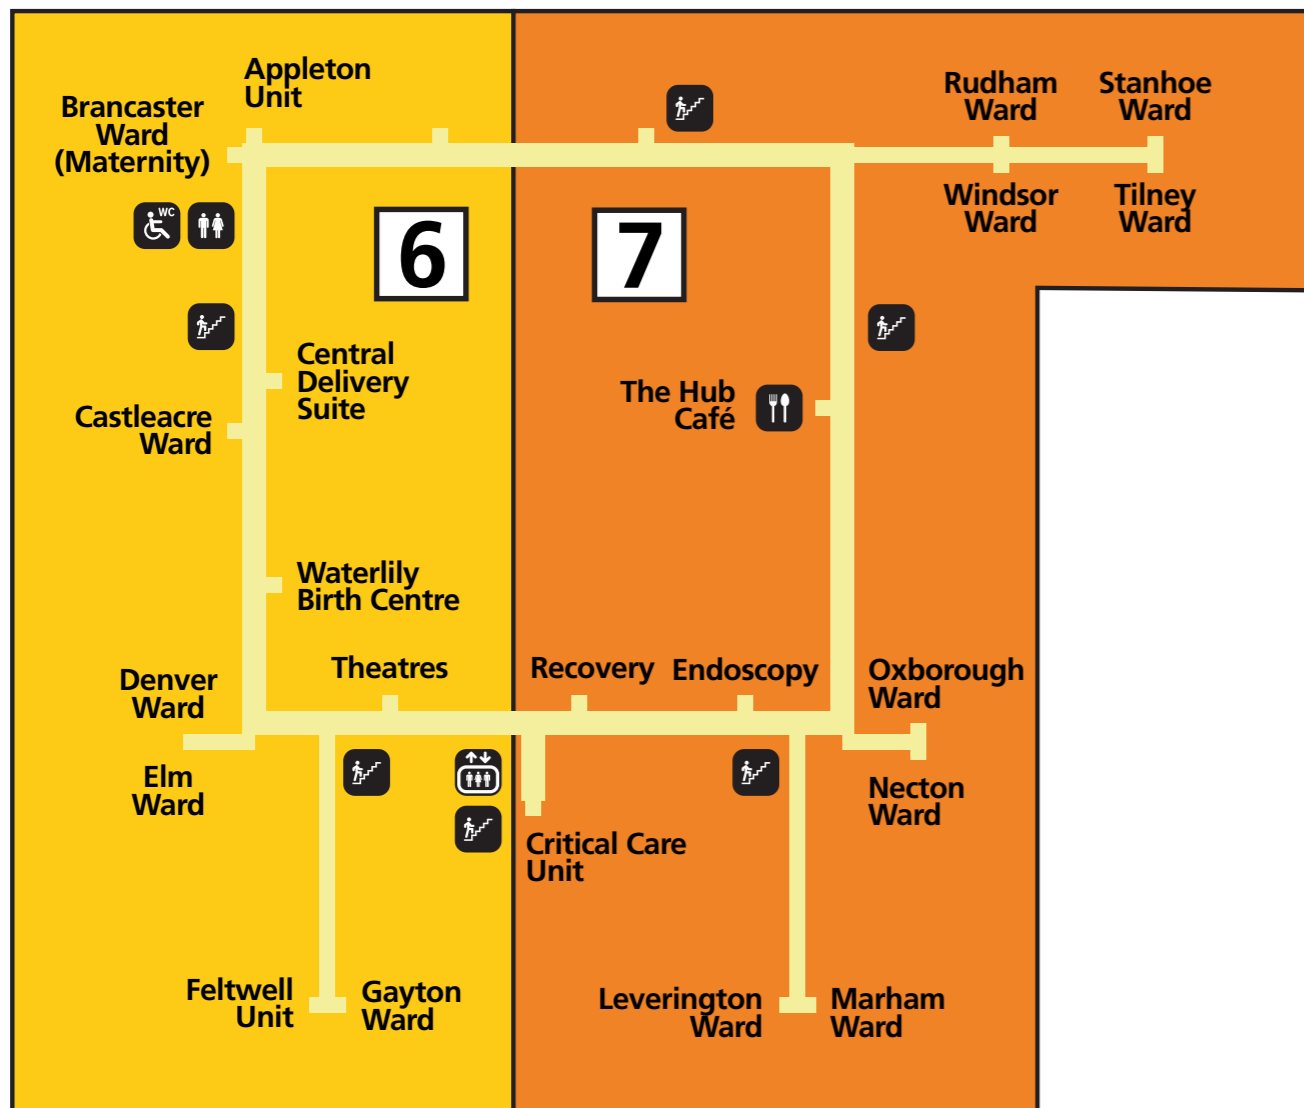 Appleton
Unit
Brancaster
Ward
(Maternity)
Rudham
Ward
Stanhoe
Ward
Windsor
Ward
Tilney
Ward
WC
6
7
Central
Delivery
Suite
Castleacre
Ward
The Hub
Café
Waterlily
Birth Centre
Denver
Ward
Theatres
Recovery
Endoscopy
Oxborough
Ward
Elm
Ward
Necton
Ward
Critical Care
Unit
Feltwell
Unit
Gayton
Ward
Leverington
Ward
Marham
Ward